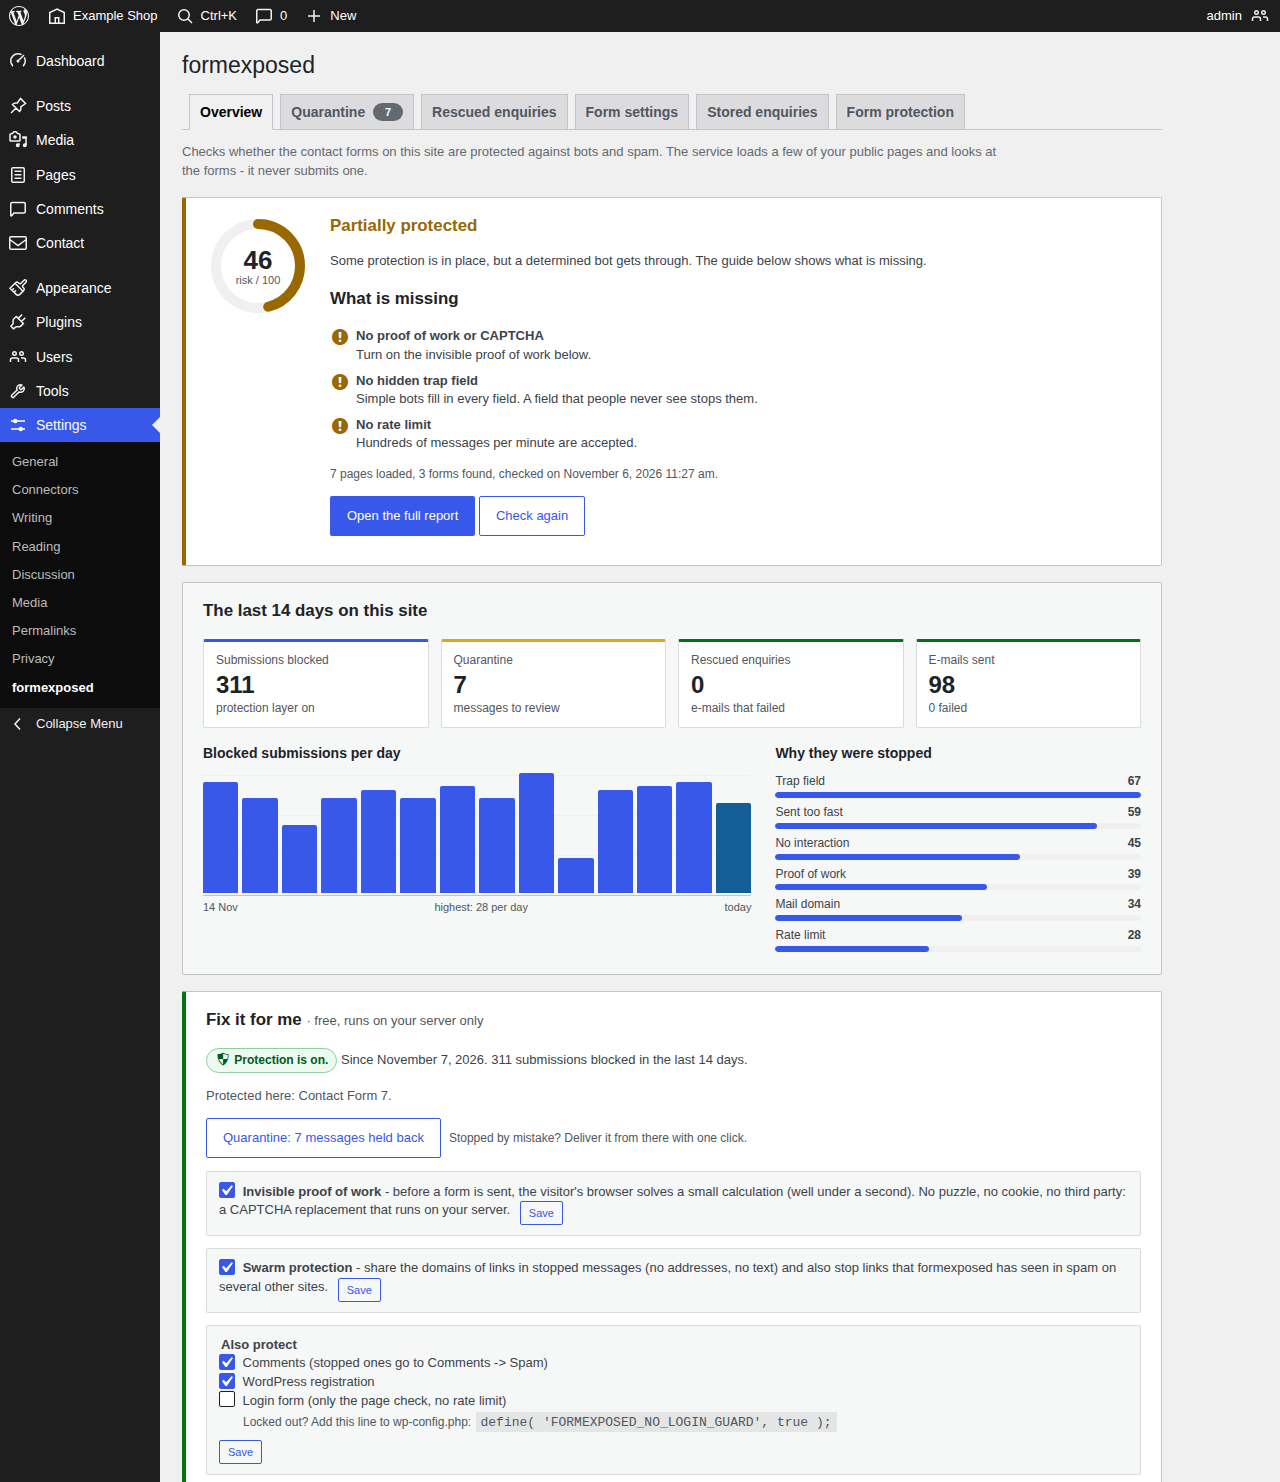 Example Shop
Ctrl+K
0
New
admin
Dashboard
Posts
Media
Pages
Comments
Contact
Appearance
Plugins
Users
Tools
Settings
General
Connectors
Writing
Reading
Discussion
Media
Permalinks
Privacy
formexposed
Collapse Menu
formexposed
Overview
Quarantine 7
Rescued enquiries
Form settings
Stored enquiries
Form protection
Checks whether the contact forms on this site are protected against bots and spam. The service loads a few of your public pages and looks at
the forms - it never submits one.
46
risk / 100
Partially protected
Some protection is in place, but a determined bot gets through. The guide below shows what is missing.
What is missing
No proof of work or CAPTCHA
Turn on the invisible proof of work below.
No hidden trap field
Simple bots fill in every field. A field that people never see stops them.
No rate limit
Hundreds of messages per minute are accepted.
7 pages loaded, 3 forms found, checked on November 6, 2026 11:27 am.
Open the full report
Check again
The last 14 days on this site
Submissions blocked
311
protection layer on
Quarantine
7
messages to review
Rescued enquiries
0
e-mails that failed
E-mails sent
98
0 failed
Blocked submissions per day
14 Nov
highest: 28 per day
today
Why they were stopped
Trap field 67
Sent too fast 59
No interaction 45
Proof of work 39
Mail domain 34
Rate limit 28
Fix it for me · free, runs on your server only
Protection is on. Since November 7, 2026. 311 submissions blocked in the last 14 days.
Protected here: Contact Form 7.
Quarantine: 7 messages held back
Stopped by mistake? Deliver it from there with one click.
Invisible proof of work - before a form is sent, the visitor's browser solves a small calculation (well under a second). No puzzle, no cookie, no third party:
a CAPTCHA replacement that runs on your server. Save
Swarm protection - share the domains of links in stopped messages (no addresses, no text) and also stop links that formexposed has seen in spam on
several other sites. Save
Also protect
Comments (stopped ones go to Comments -> Spam)
WordPress registration
Login form (only the page check, no rate limit)
Locked out? Add this line to wp-config.php: define( 'FORMEXPOSED_NO_LOGIN_GUARD', true );
Save